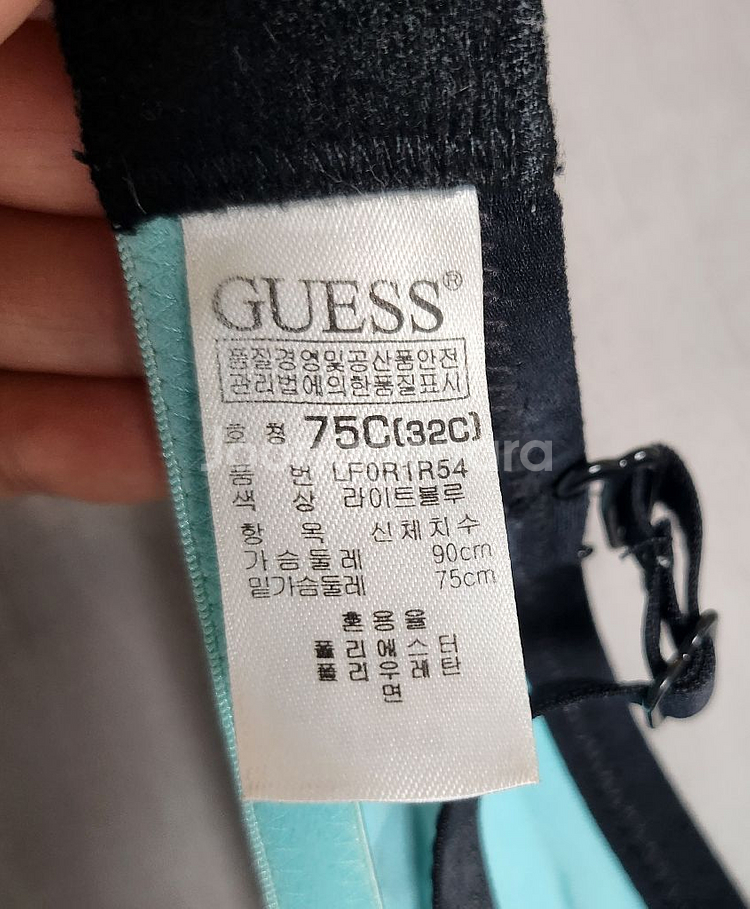 GUESS®
품질경영및공산품안전
관리법에의한품질표시
호 칭 75C(32C)
품 번 LF0R1R54
색 상 라이트블루
항 목 신체치수
가슴둘레 90cm
밑가슴둘레 75cm
혼용율
폴리에스터
폴리우레탄
면